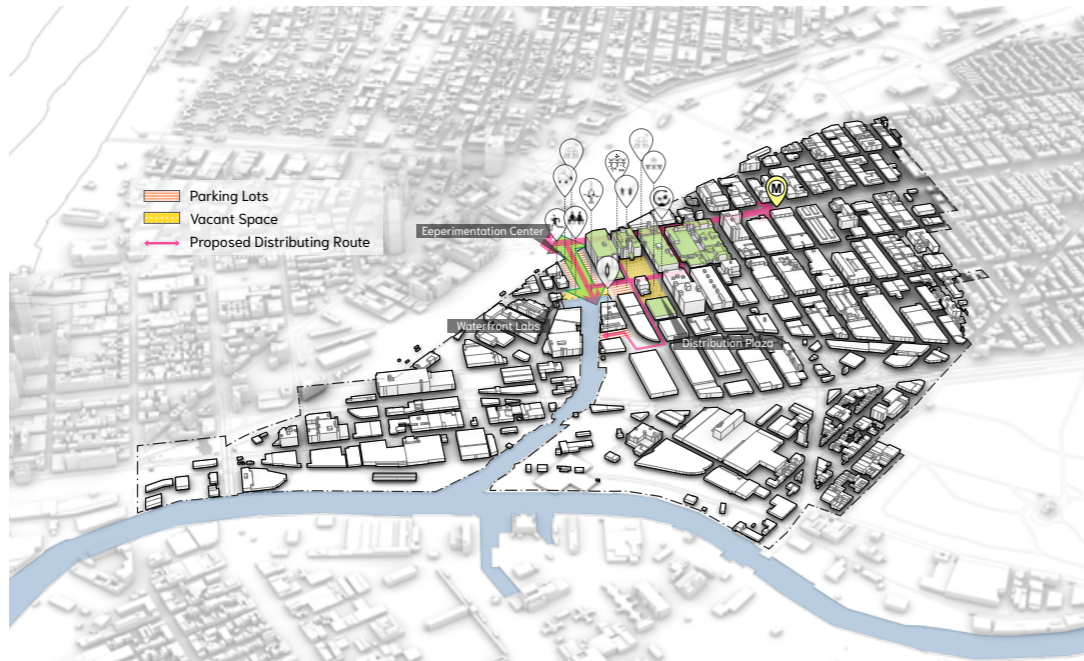 Parking Lots
Vacant Space
Proposed Distributing Route
M
Eeperimentation Center
Waterfront Labs
Distribution Plaza